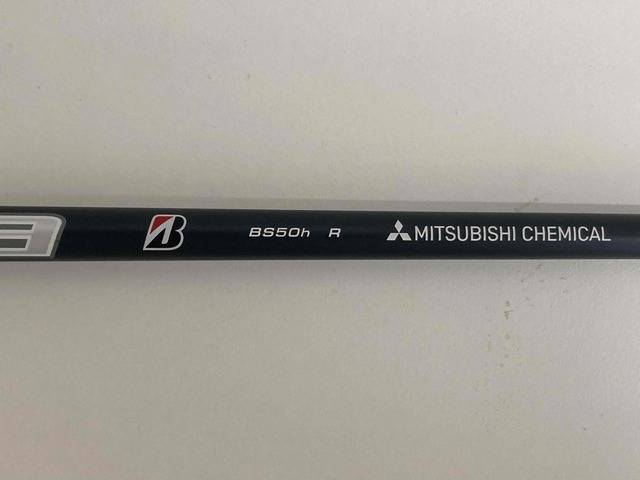 B BS50h R MITSUBISHI CHEMICAL